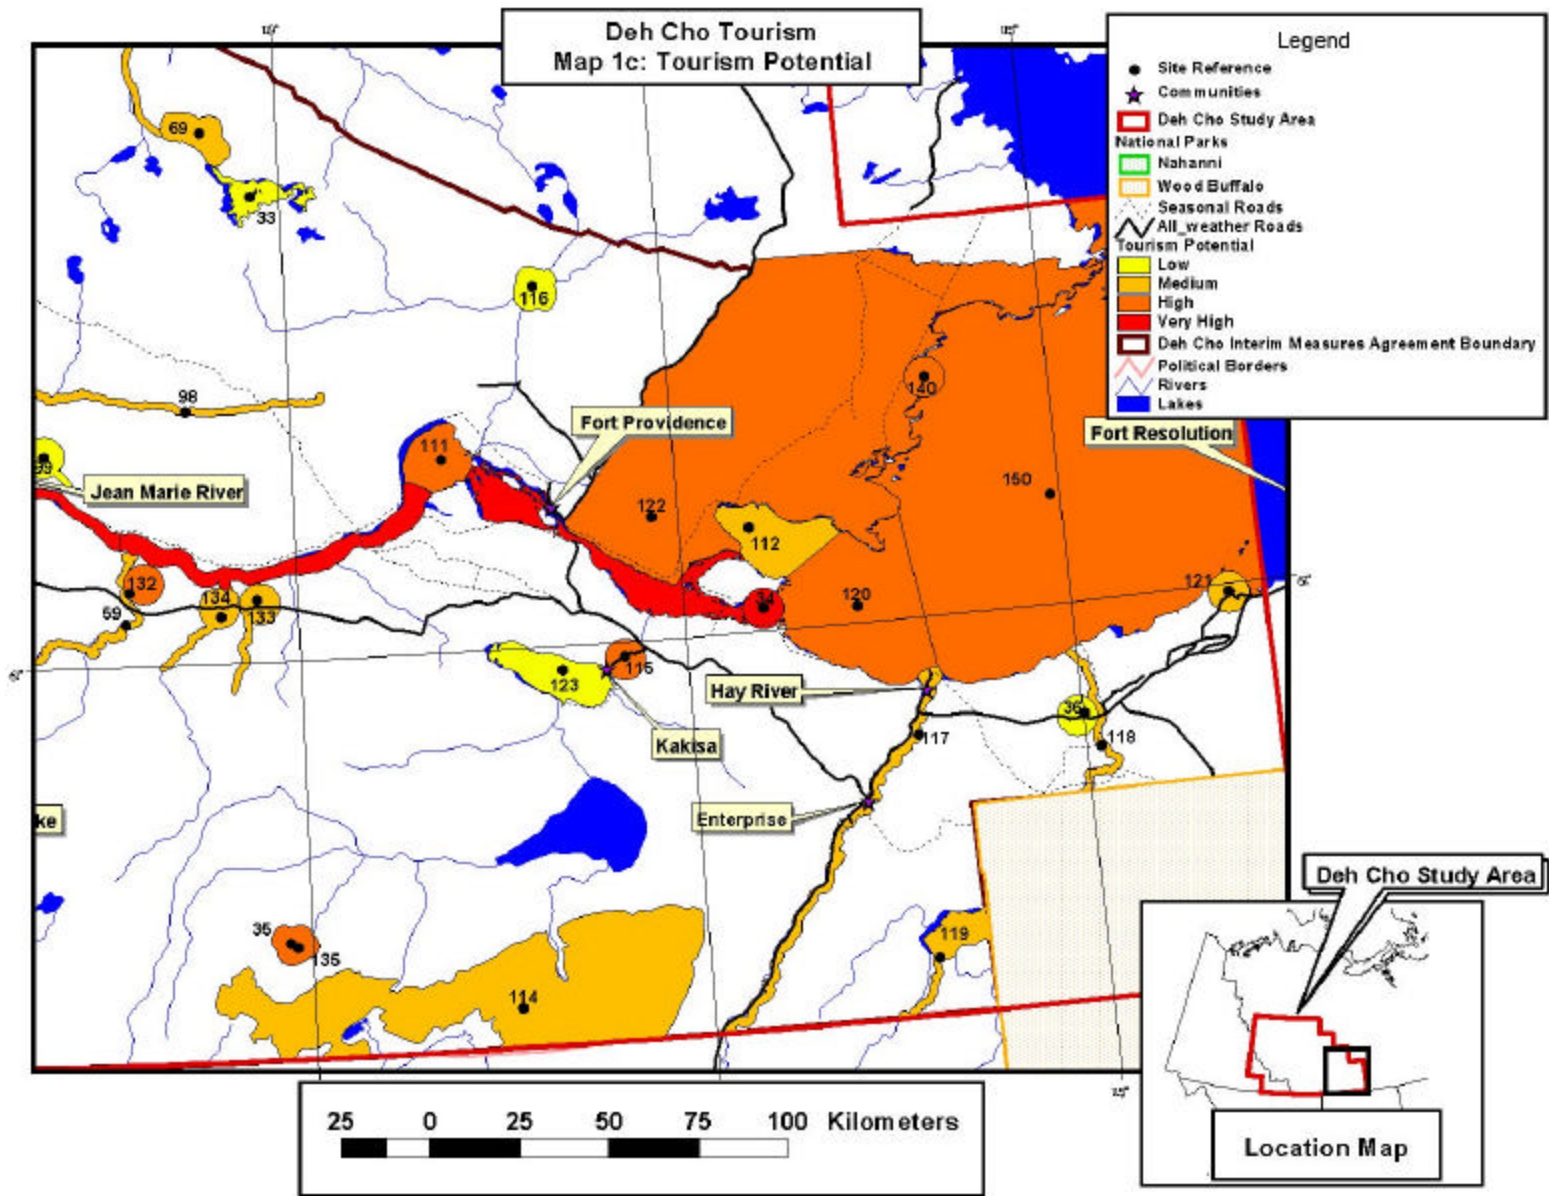 Deh Cho Tourism
Map 1c: Tourism Potential
Legend
Site Reference
Communities
Deh Cho Study Area
National Parks
Nahanni
Wood Buffalo
Seasonal Roads
All_weather Roads
Tourism Potential
Low
Medium
High
Very High
Deh Cho Interim Measures Agreement Boundary
Political Borders
Rivers
Lakes
69
33
116
98
140
Fort Providence
Fort Resolution
111
99
Jean Marie River
150
122
112
132
134
133
59
34
120
121
115
123
Hay River
36
Kakisa
117
118
Enterprise
ke
35
135
119
114
Deh Cho Study Area
Location Map
25 0 25 50 75 100 Kilometers